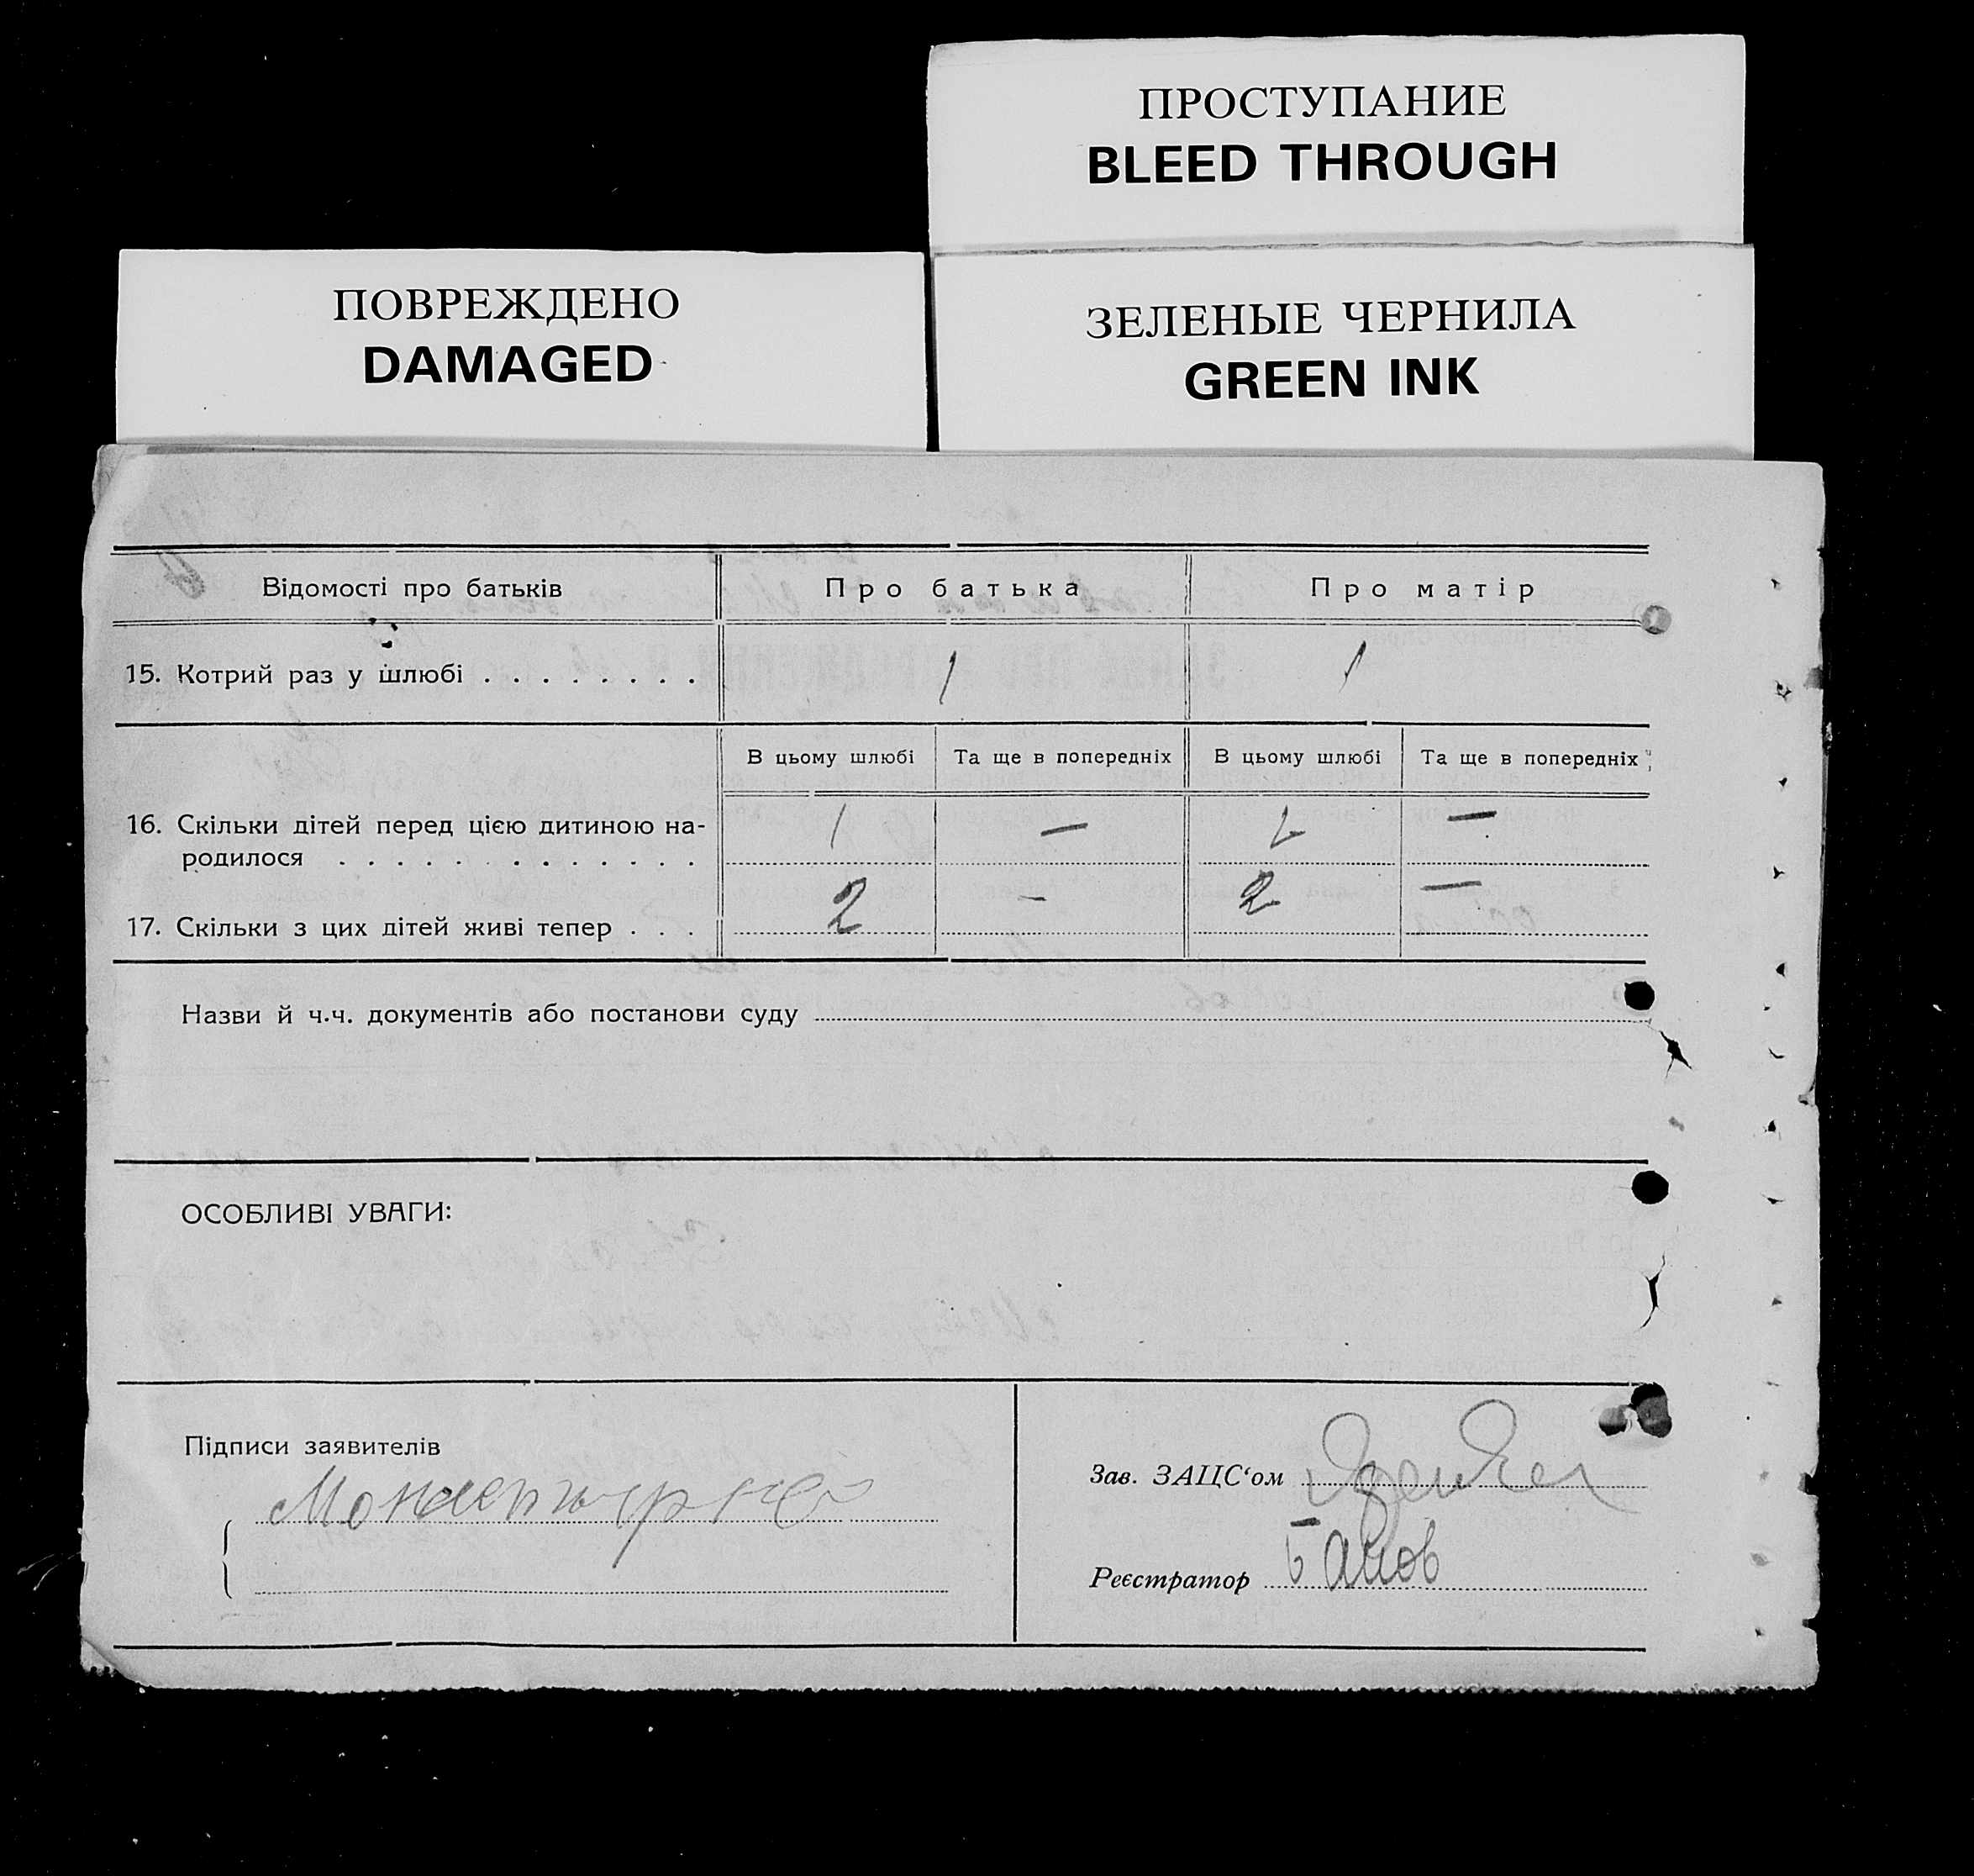 ПРОСТУПАНИЕ
BLEED THROUGH
ПОВРЕЖДЕНО
DAMAGED
ЗЕЛЕНЫЕ ЧЕРНИЛА
GREEN INK
Відомості про батьків Про батька Про матір
15. Котрий раз у шлюбі . . . . . . . . 1 1
В цьому шлюбі Та ще в попередніх В цьому шлюбі Та ще в попередніх
16. Скільки дітей перед цією дитиною на- 1 — 1 —
родилося . . . . . . . . . . . . .
17. Скільки з цих дітей живі тепер . . . 2 — 2 —
Назви й ч.ч. документів або постанови суду
ОСОБЛИВІ УВАГИ:
Підписи заявителів
Зав. ЗАЦС‘ом
Реєстратор